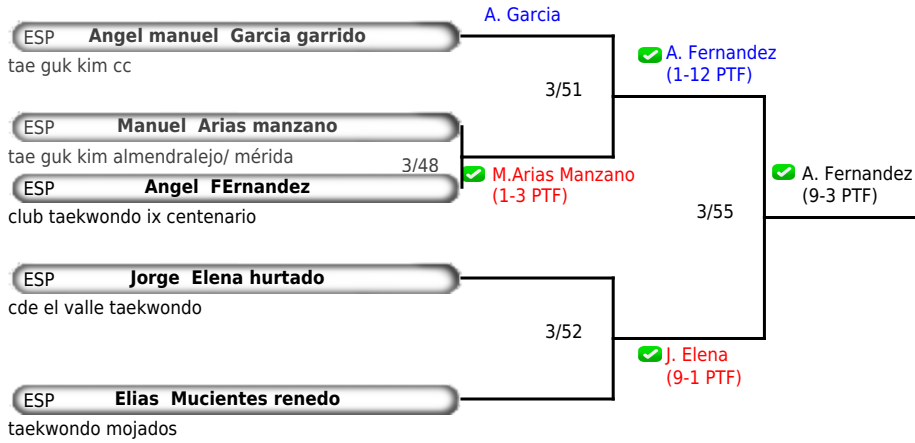 A. Garcia
ESP Angel manuel Garcia garrido
tae guk kim cc
A. Fernandez
(1-12 PTF)
3/51
ESP Manuel Arias manzano
tae guk kim almendralejo/ mérida
3/48
M.Arias Manzano
(1-3 PTF)
A. Fernandez
(9-3 PTF)
ESP Angel FErnandez
club taekwondo ix centenario
3/55
ESP Jorge Elena hurtado
cde el valle taekwondo
3/52
J. Elena
(9-1 PTF)
ESP Elias Mucientes renedo
taekwondo mojados